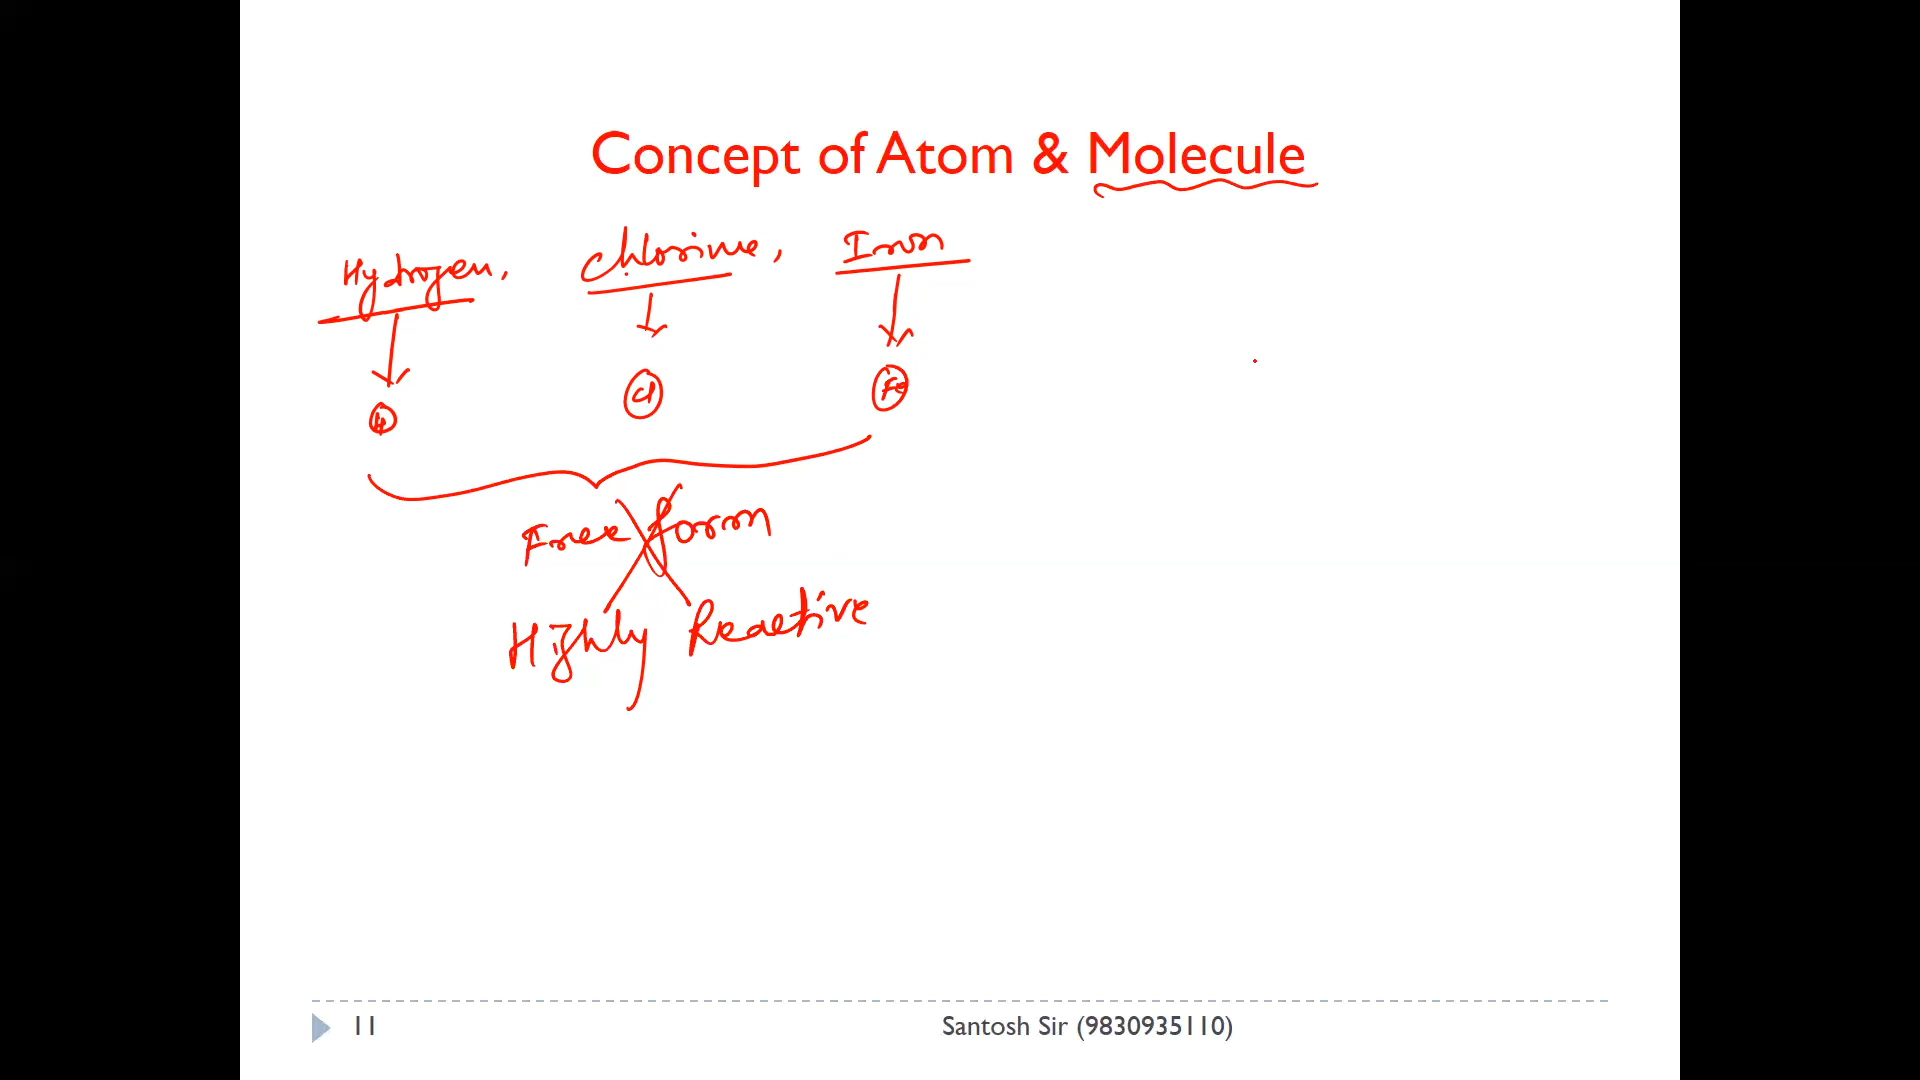 Concept of Atom & Molecule
Hydrogen, Chlorine, Iron
H Cl Fe
Free form
Highly Reactive
11 Santosh Sir (9830935110)